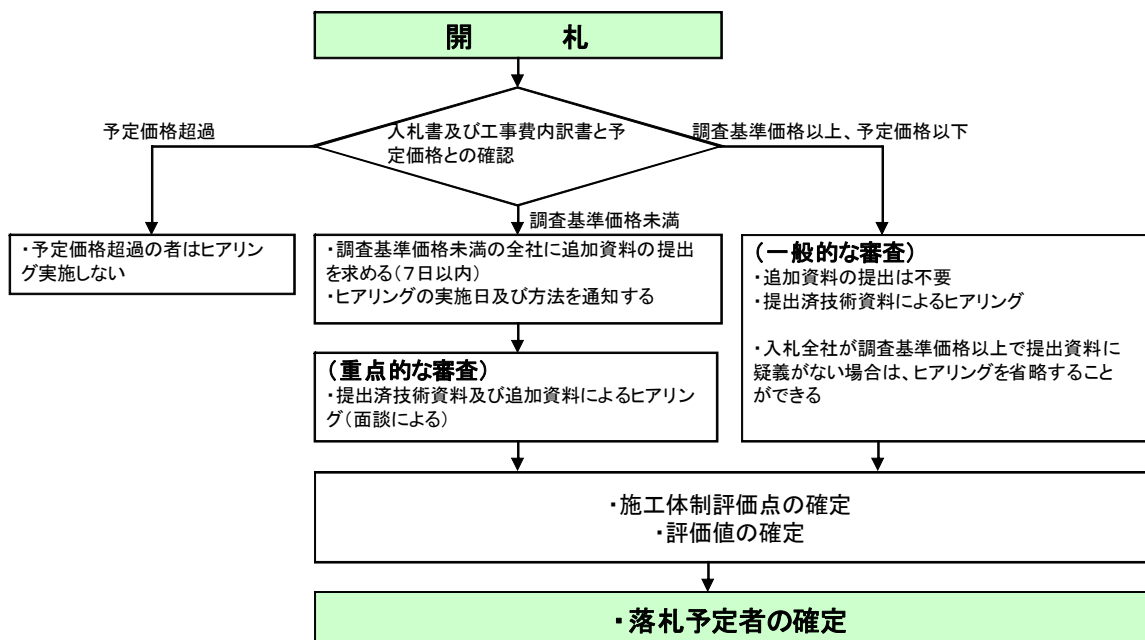 開　　　札
入札書及び工事費内訳書と予
定価格との確認
予定価格超過
調査基準価格以上、予定価格以下
調査基準価格未満
・予定価格超過の者はヒアリン
グ実施しない
・調査基準価格未満の全社に追加資料の提出
を求める（７日以内）
・ヒアリングの実施日及び方法を通知する
（重点的な審査）
・提出済技術資料及び追加資料によるヒアリン
グ（面談による）
（一般的な審査）
・追加資料の提出は不要
・提出済技術資料によるヒアリング
・入札全社が調査基準価格以上で提出資料に
疑義がない場合は、ヒアリングを省略すること
ができる
・施工体制評価点の確定
・評価値の確定
・落札予定者の確定